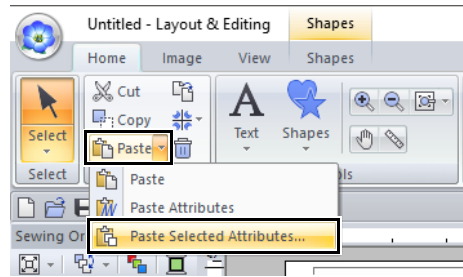 Untitled - Layout & Editing Shapes
Home Image View Shapes
Cut
Copy
Paste
Select
Text Shapes
Select
Paste
Paste Attributes
Paste Selected Attributes...
Sewing Or